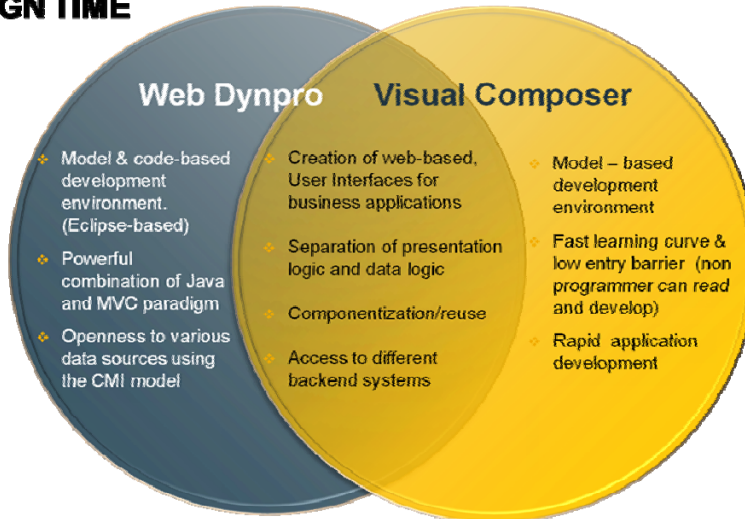 GN TIME
Web Dynpro
Model & code-based
development
environment.
(Eclipse-based)
Powerful
combination of Java
and MVC paradigm
Openness to various
data sources using
the CMI model
Creation of web-based,
User Interfaces for
business applications
Separation of presentation
logic and data logic
Componentization/reuse
Access to different
backend systems
Visual Composer
Model – based
development
environment
Fast learning curve &
low entry barrier (non
programmer can read
and develop)
Rapid application
development